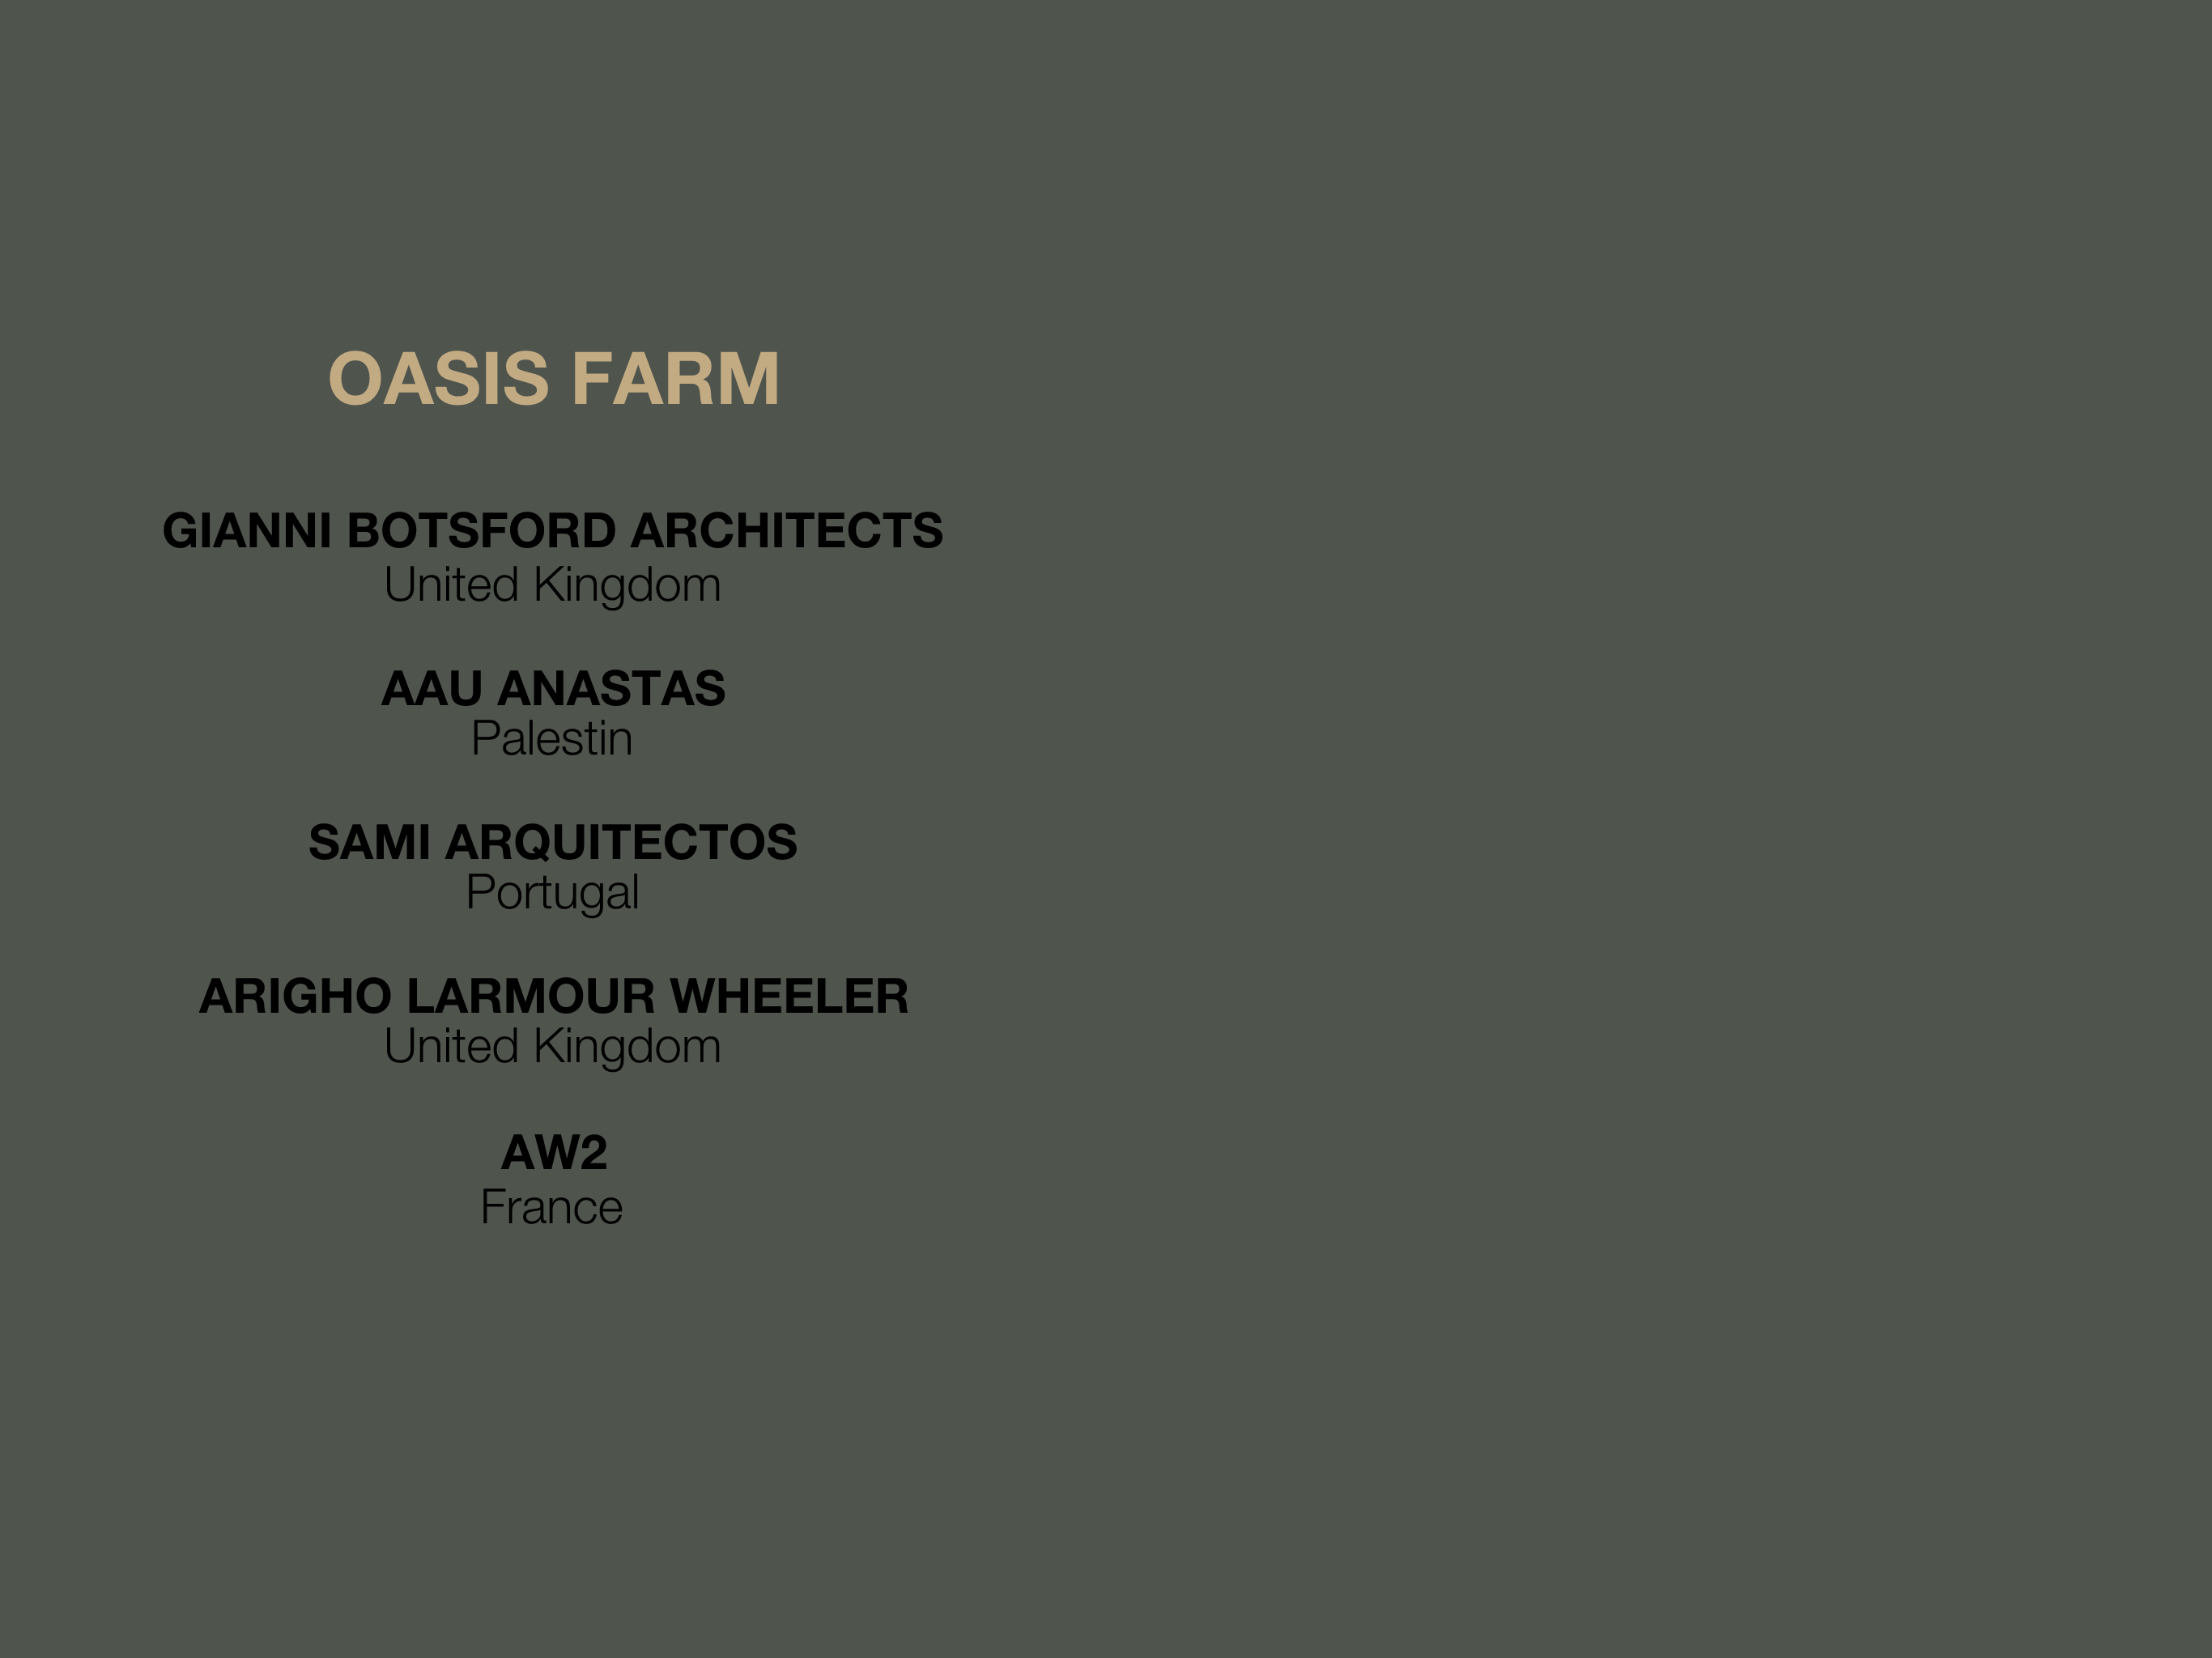 OASIS FARM
GIANNI BOTSFORD ARCHITECTS
United Kingdom
AAU ANASTAS
Palestin
SAMI ARQUITECTOS
Portugal
ARIGHO LARMOUR WHEELER
United Kingdom
AW2
France